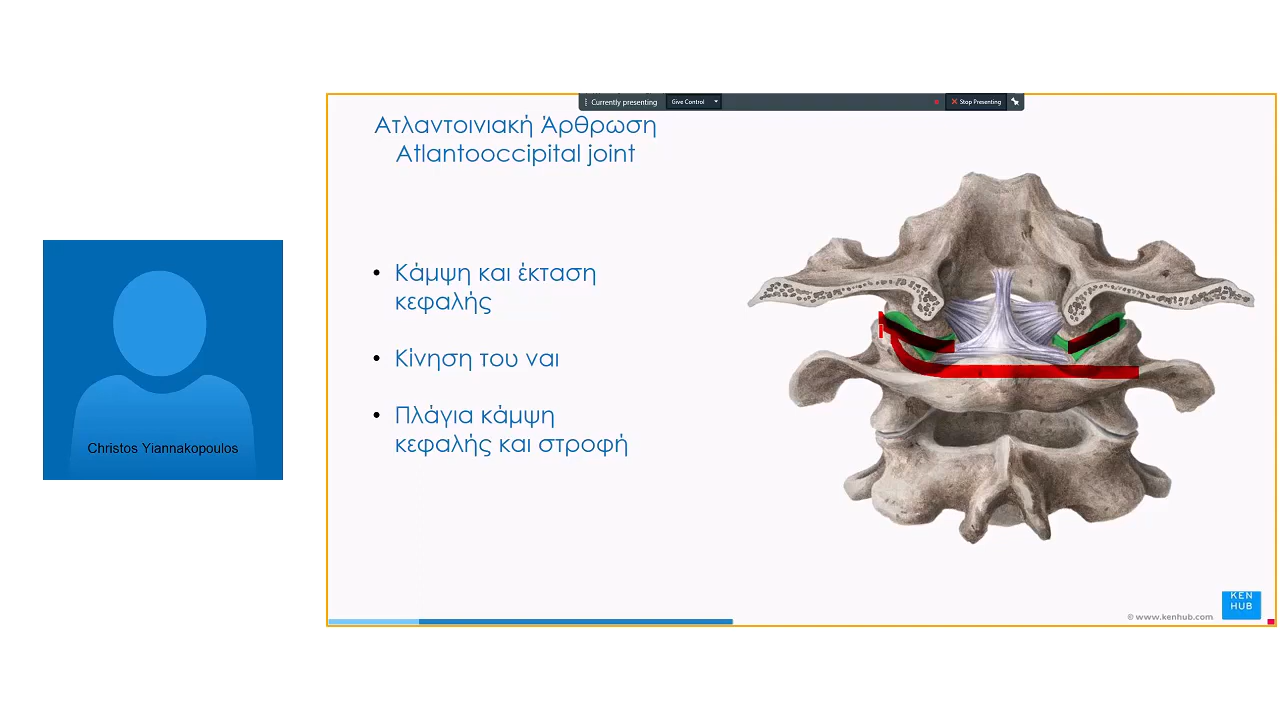 Currently presenting
Give Control
Stop Presenting
Ατλαντοινιακή Άρθρωση
Atlantooccipital joint
• Κάμψη και έκταση
κεφαλής
• Κίνηση του ναι
• Πλάγια κάμψη
κεφαλής και στροφή
Christos Yiannakopoulos
© www.kenhub.com
KEN
HUB